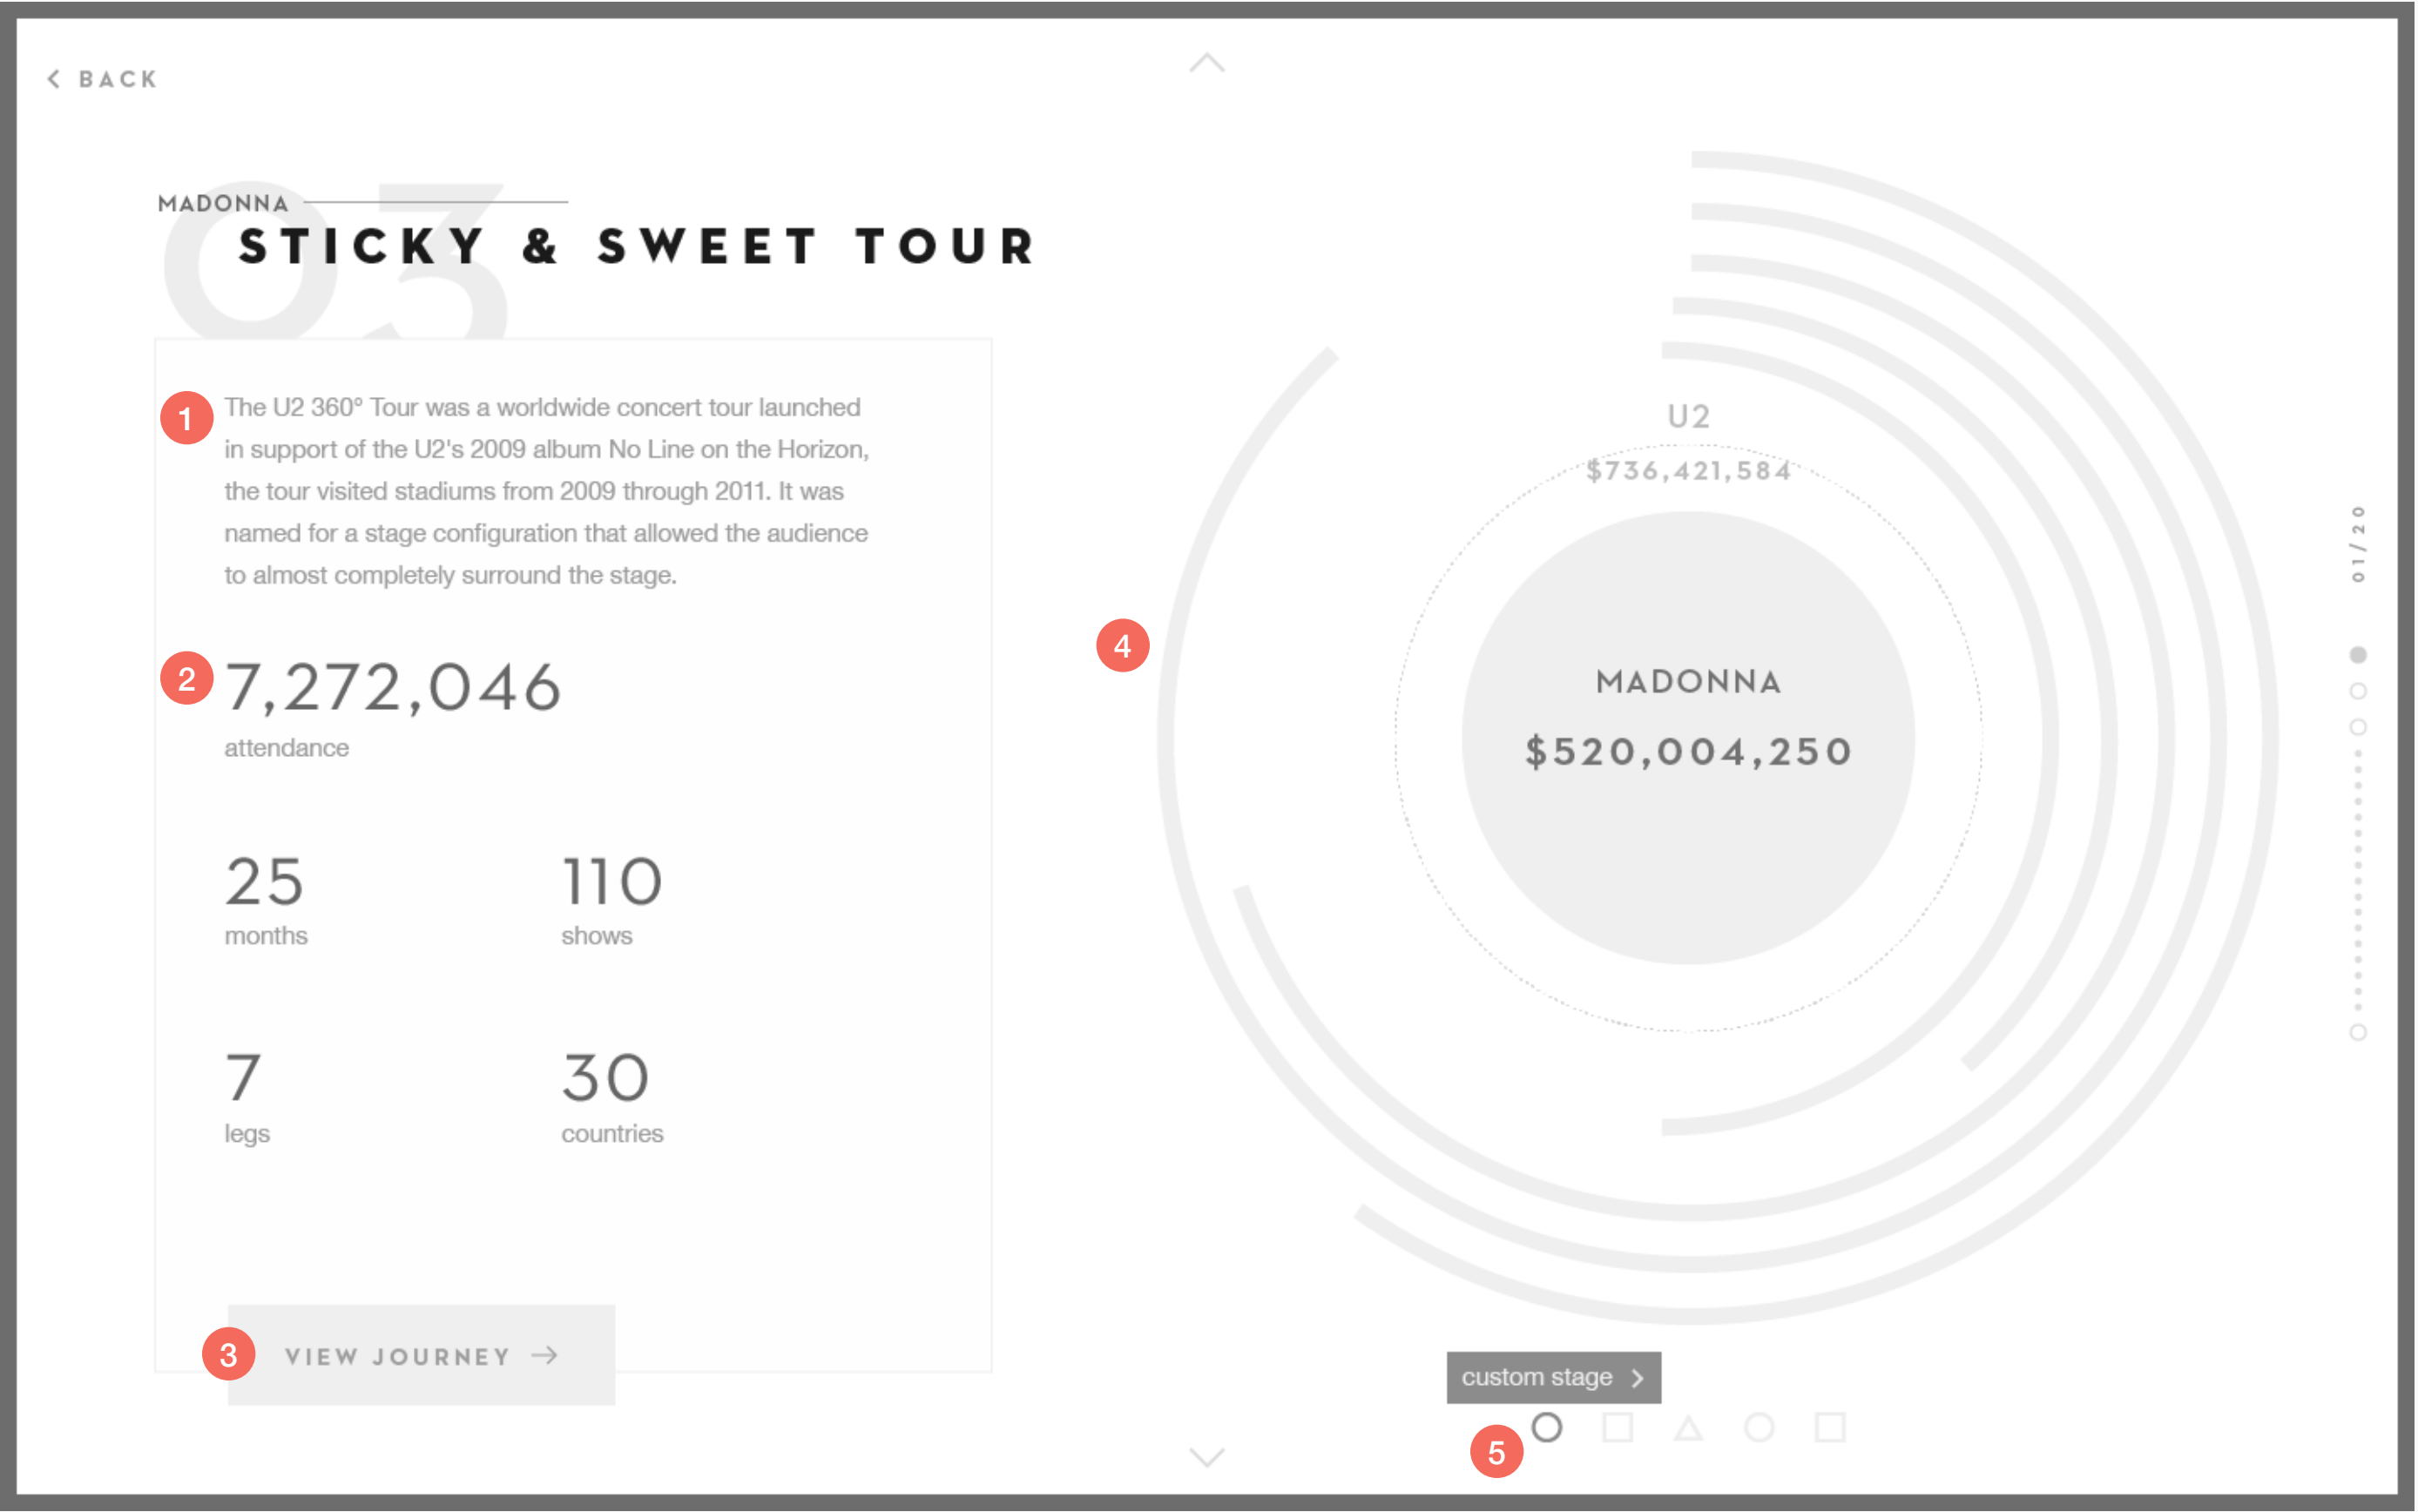 BACK
03
MADONNA
STICKY & SWEET TOUR
1
The U2 360° Tour was a worldwide concert tour launched
in support of the U2's 2009 album No Line on the Horizon,
the tour visited stadiums from 2009 through 2011. It was
named for a stage configuration that allowed the audience
to almost completely surround the stage.
2
7,272,046
attendance
25
months
110
shows
7
legs
30
countries
3
VIEW JOURNEY
4
U2
$736,421,584
MADONNA
$520,004,250
custom stage
5
01/20